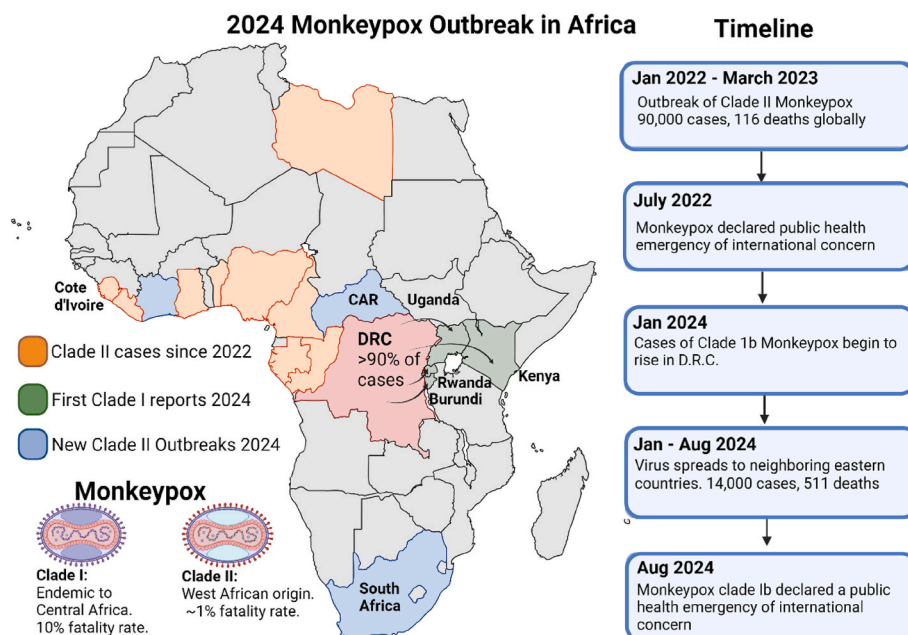 2024 Monkeypox Outbreak in Africa
Cote
d'Ivoire
CAR
Uganda
DRC
>90% of
cases
Rwanda
Burundi
Kenya
South
Africa
Clade II cases since 2022
First Clade I reports 2024
New Clade II Outbreaks 2024
Monkeypox
Clade I:
Endemic to
Central Africa.
10% fatality rate.
Clade II:
West African origin.
~1% fatality rate.
Timeline
Jan 2022 - March 2023
Outbreak of Clade II Monkeypox
90,000 cases, 116 deaths globally
July 2022
Monkeypox declared public health
emergency of international concern
Jan 2024
Cases of Clade 1b Monkeypox begin to
rise in D.R.C.
Jan - Aug 2024
Virus spreads to neighboring eastern
countries. 14,000 cases, 511 deaths
Aug 2024
Monkeypox clade Ib declared a public
health emergency of international
concern